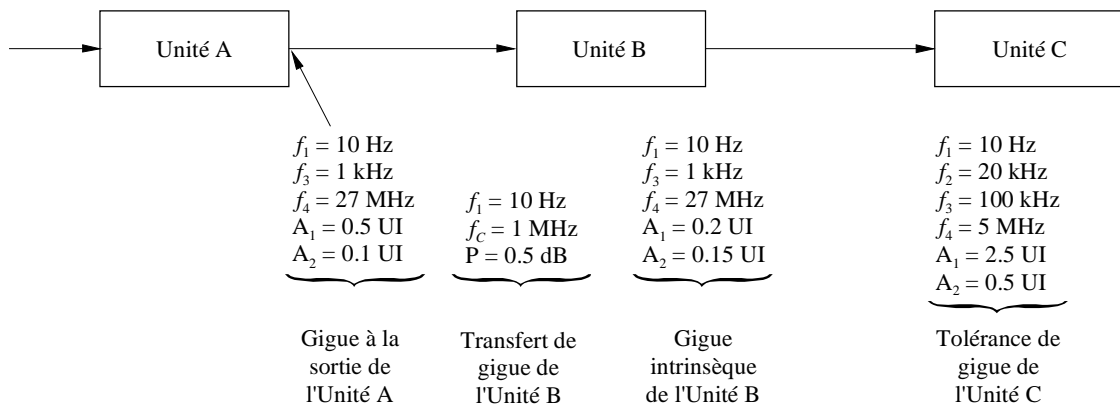 Unité A
Unité B
Unité C
f1 = 10 Hz
f3 = 1 kHz
f4 = 27 MHz
A1 = 0.5 UI
A2 = 0.1 UI
Gigue à la
sortie de
l'Unité A
f1 = 10 Hz
fC = 1 MHz
P = 0.5 dB
Transfert de
gigue de
l'Unité B
f1 = 10 Hz
f3 = 1 kHz
f4 = 27 MHz
A1 = 0.2 UI
A2 = 0.15 UI
Gigue
intrinsèque
de l'Unité B
f1 = 10 Hz
f2 = 20 kHz
f3 = 100 kHz
f4 = 5 MHz
A1 = 2.5 UI
A2 = 0.5 UI
Tolérance de
gigue de
l'Unité C